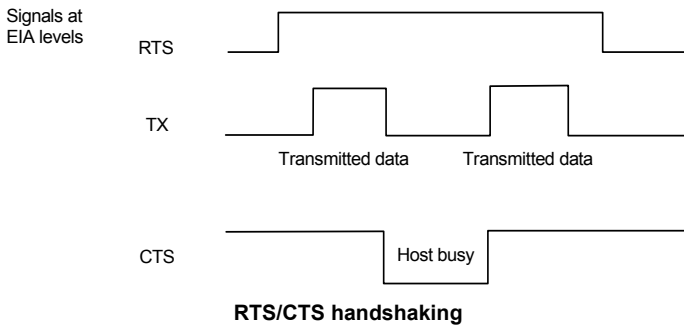 Signals at
EIA levels
RTS
TX
Transmitted data Transmitted data
CTS
Host busy
RTS/CTS handshaking